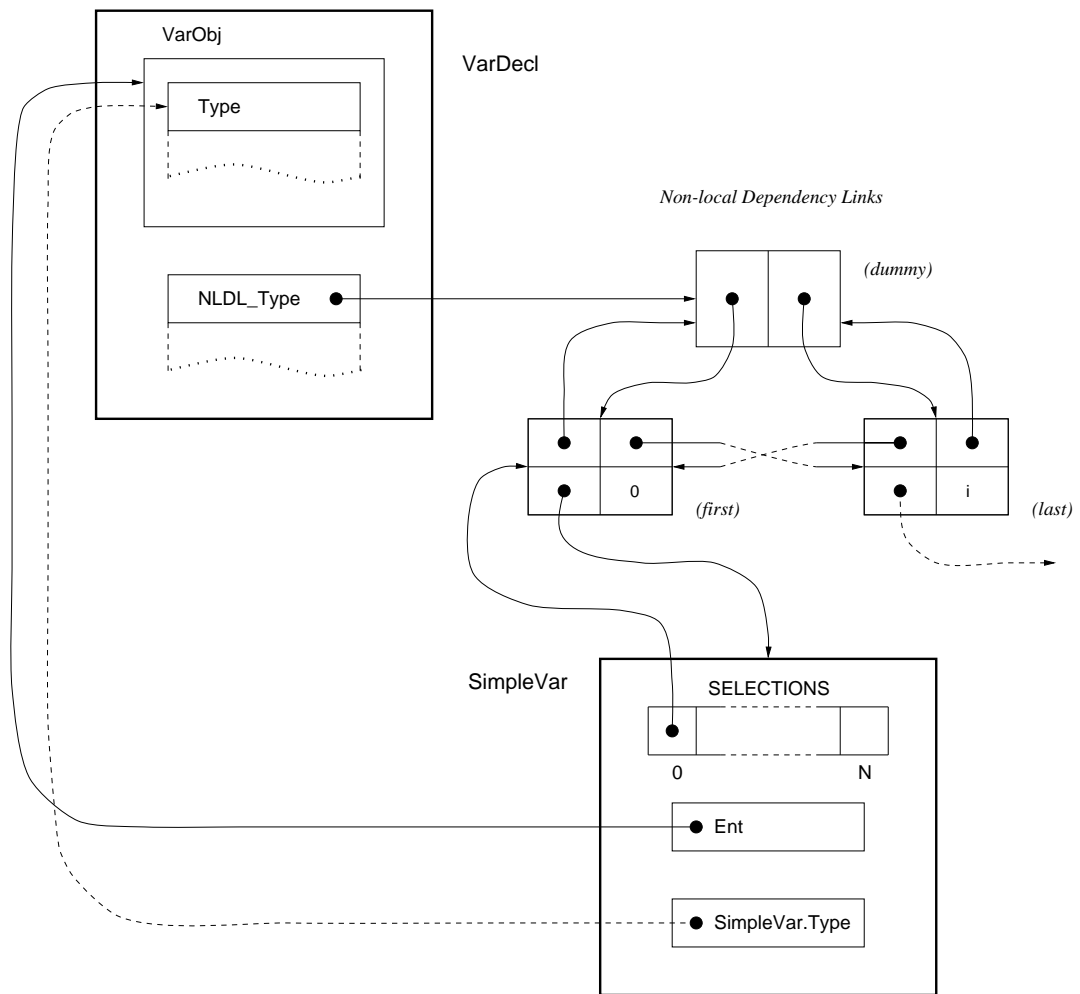 VarObj
VarDecl
Type
Non-local Dependency Links
(dummy)
NLDL_Type
0
i
(first)
(last)
SimpleVar
SELECTIONS
0
N
Ent
SimpleVar.Type